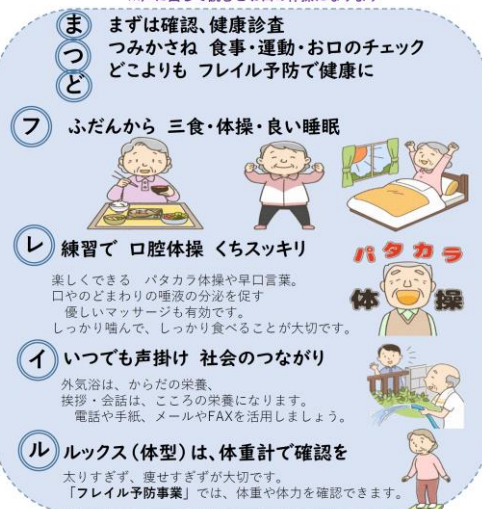 ま まずは確認、健康診査
つ つみかさね 食事・運動・お口のチェック
ど どこよりも フレイル予防で健康に
フ ふだんから 三食・体操・良い睡眠
レ 練習で 口腔体操 くちスッキリ
パタカラ
体操
楽しくできる パタカラ体操や早口言葉。
口やのどまわりの唾液の分泌を促す
優しいマッサージも有効です。
しっかり噛んで、しっかり食べることが大切です。
イ いつでも声掛け 社会のつながり
外気浴は、からだの栄養、
挨拶・会話は、こころの栄養になります。
電話や手紙、メールやFAXを活用しましょう。
ル ルックス(体型)は、体重計で確認を
太りすぎず、痩せすぎずが大切です。
「フレイル予防事業」では、体重や体力を確認できます。